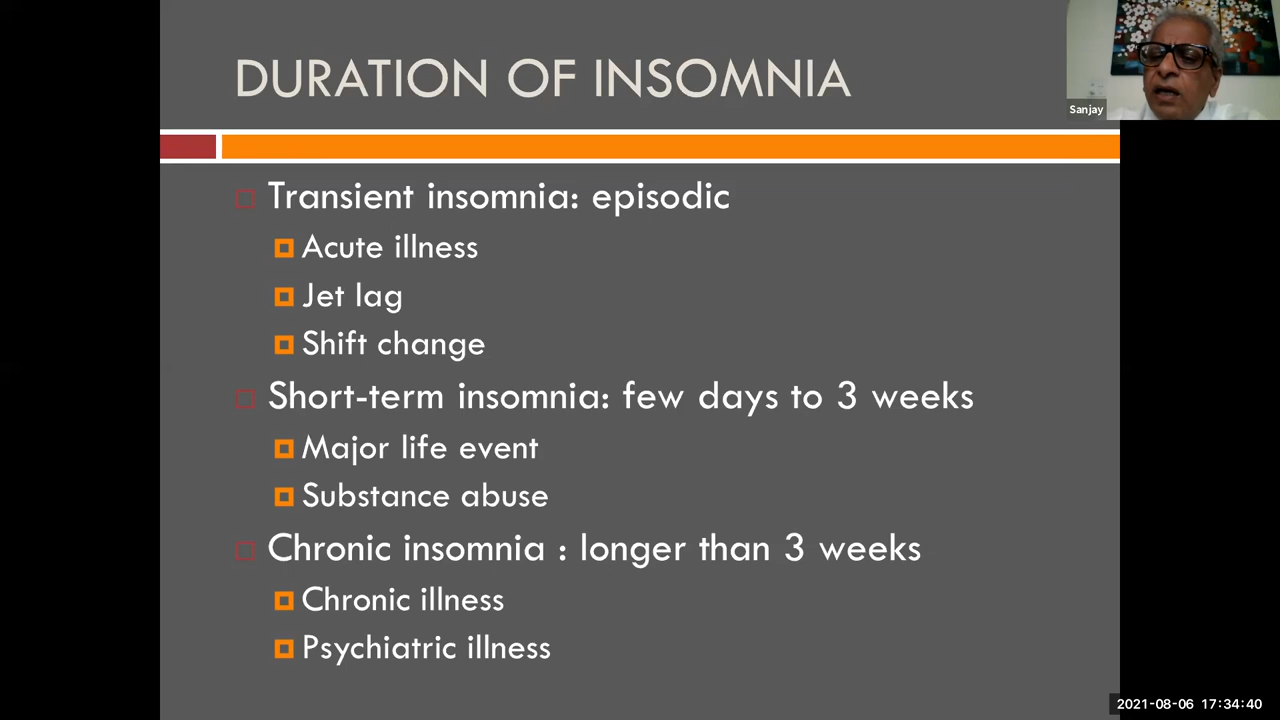 DURATION OF INSOMNIA
Sanjay
Transient insomnia: episodic
Acute illness
Jet lag
Shift change
Short-term insomnia: few days to 3 weeks
Major life event
Substance abuse
Chronic insomnia : longer than 3 weeks
Chronic illness
Psychiatric illness
2021-08-06 17:34:40